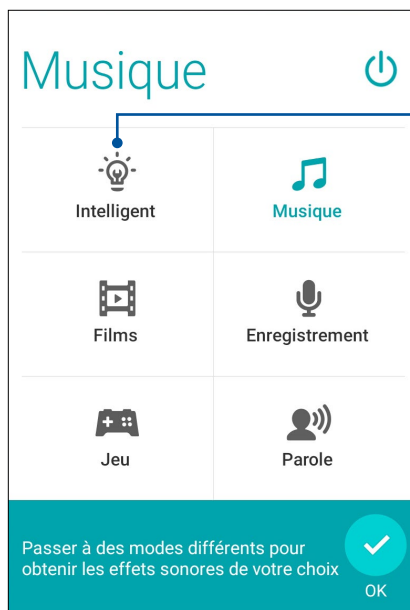 Musique
Intelligent
Musique
Films
Enregistrement
Jeu
Parole
Passer à des modes différents pour
obtenir les effets sonores de votre choix
OK